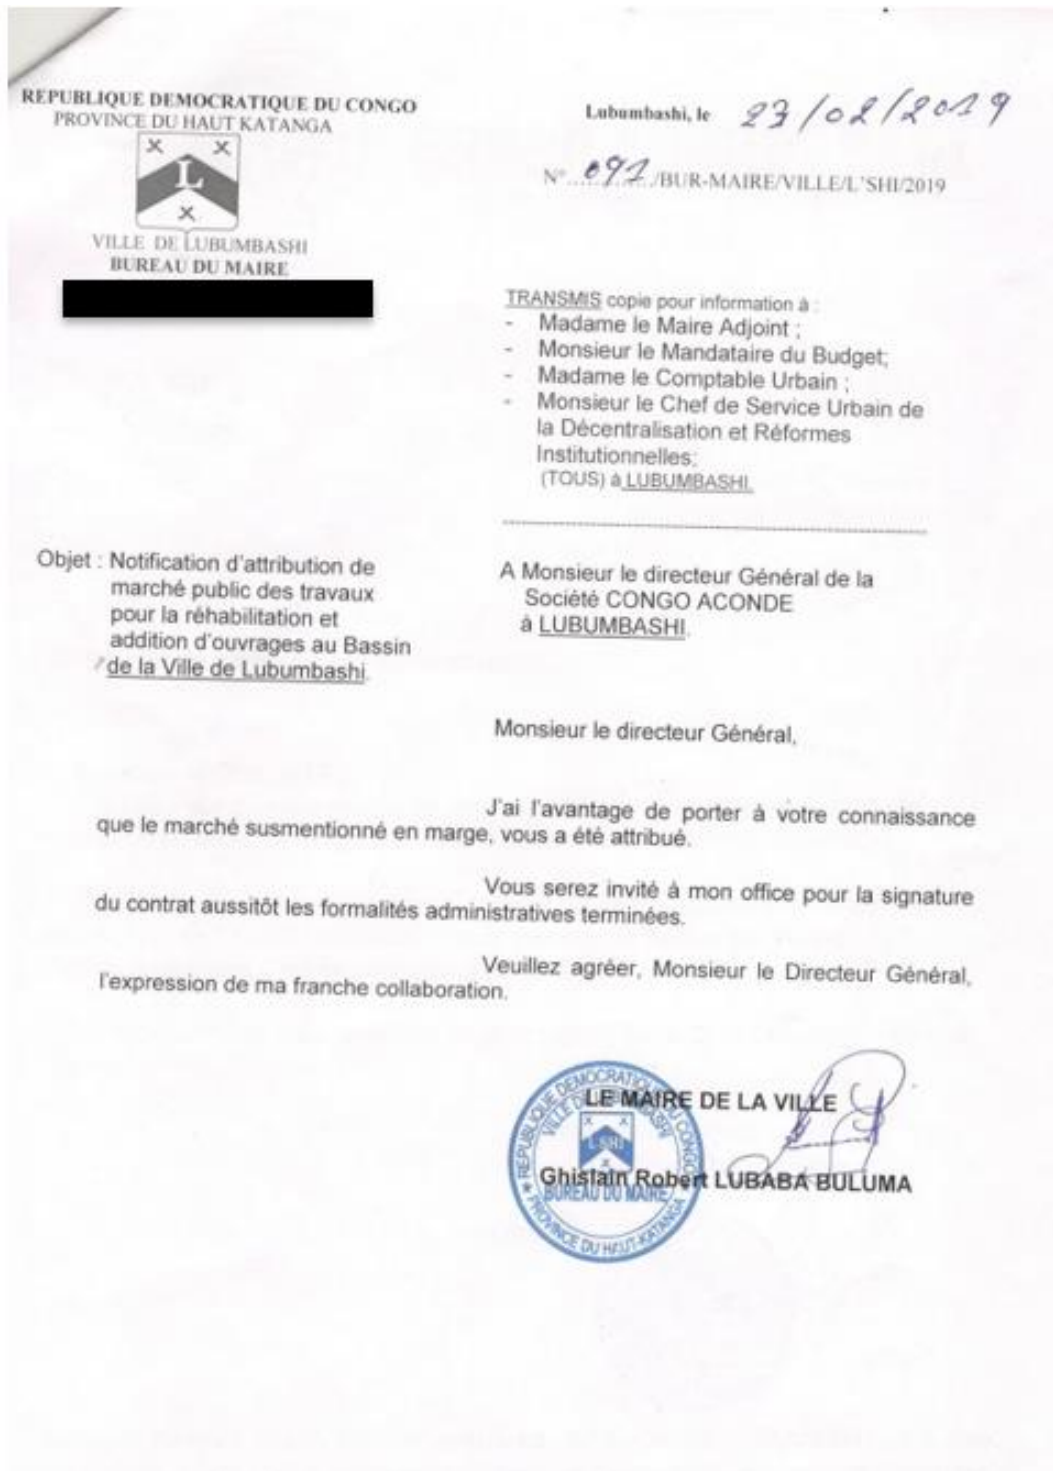 REPUBLIQUE DEMOCRATIQUE DU CONGO
PROVINCE DU HAUT KATANGA
L
VILLE DE LUBUMBASHI
BUREAU DU MAIRE
Lubumbashi, le 23/02/2019
N° 091 /BUR-MAIRE/VILLE/L'SHI/2019
TRANSMIS copie pour information à :
- Madame le Maire Adjoint ;
- Monsieur le Mandataire du Budget;
- Madame le Comptable Urbain ;
- Monsieur le Chef de Service Urbain de
la Décentralisation et Réformes
Institutionnelles;
(TOUS) à LUBUMBASHI.
Objet : Notification d'attribution de
marché public des travaux
pour la réhabilitation et
addition d'ouvrages au Bassin
de la Ville de Lubumbashi.
A Monsieur le directeur Général de la
Société CONGO ACONDE
à LUBUMBASHI.
Monsieur le directeur Général,
J'ai l'avantage de porter à votre connaissance
que le marché susmentionné en marge, vous a été attribué.
Vous serez invité à mon office pour la signature
du contrat aussitôt les formalités administratives terminées.
Veuillez agréer, Monsieur le Directeur Général,
l'expression de ma franche collaboration.
LE MAIRE DE LA VILLE
Ghislain Robert LUBABA BULUMA
REPUBLIQUE DEMOCRATIQUE DU CONGO
VILLE DE LUBUMBASHI
L'SHI
BUREAU DU MAIRE
PROVINCE DU HAUT-KATANGA